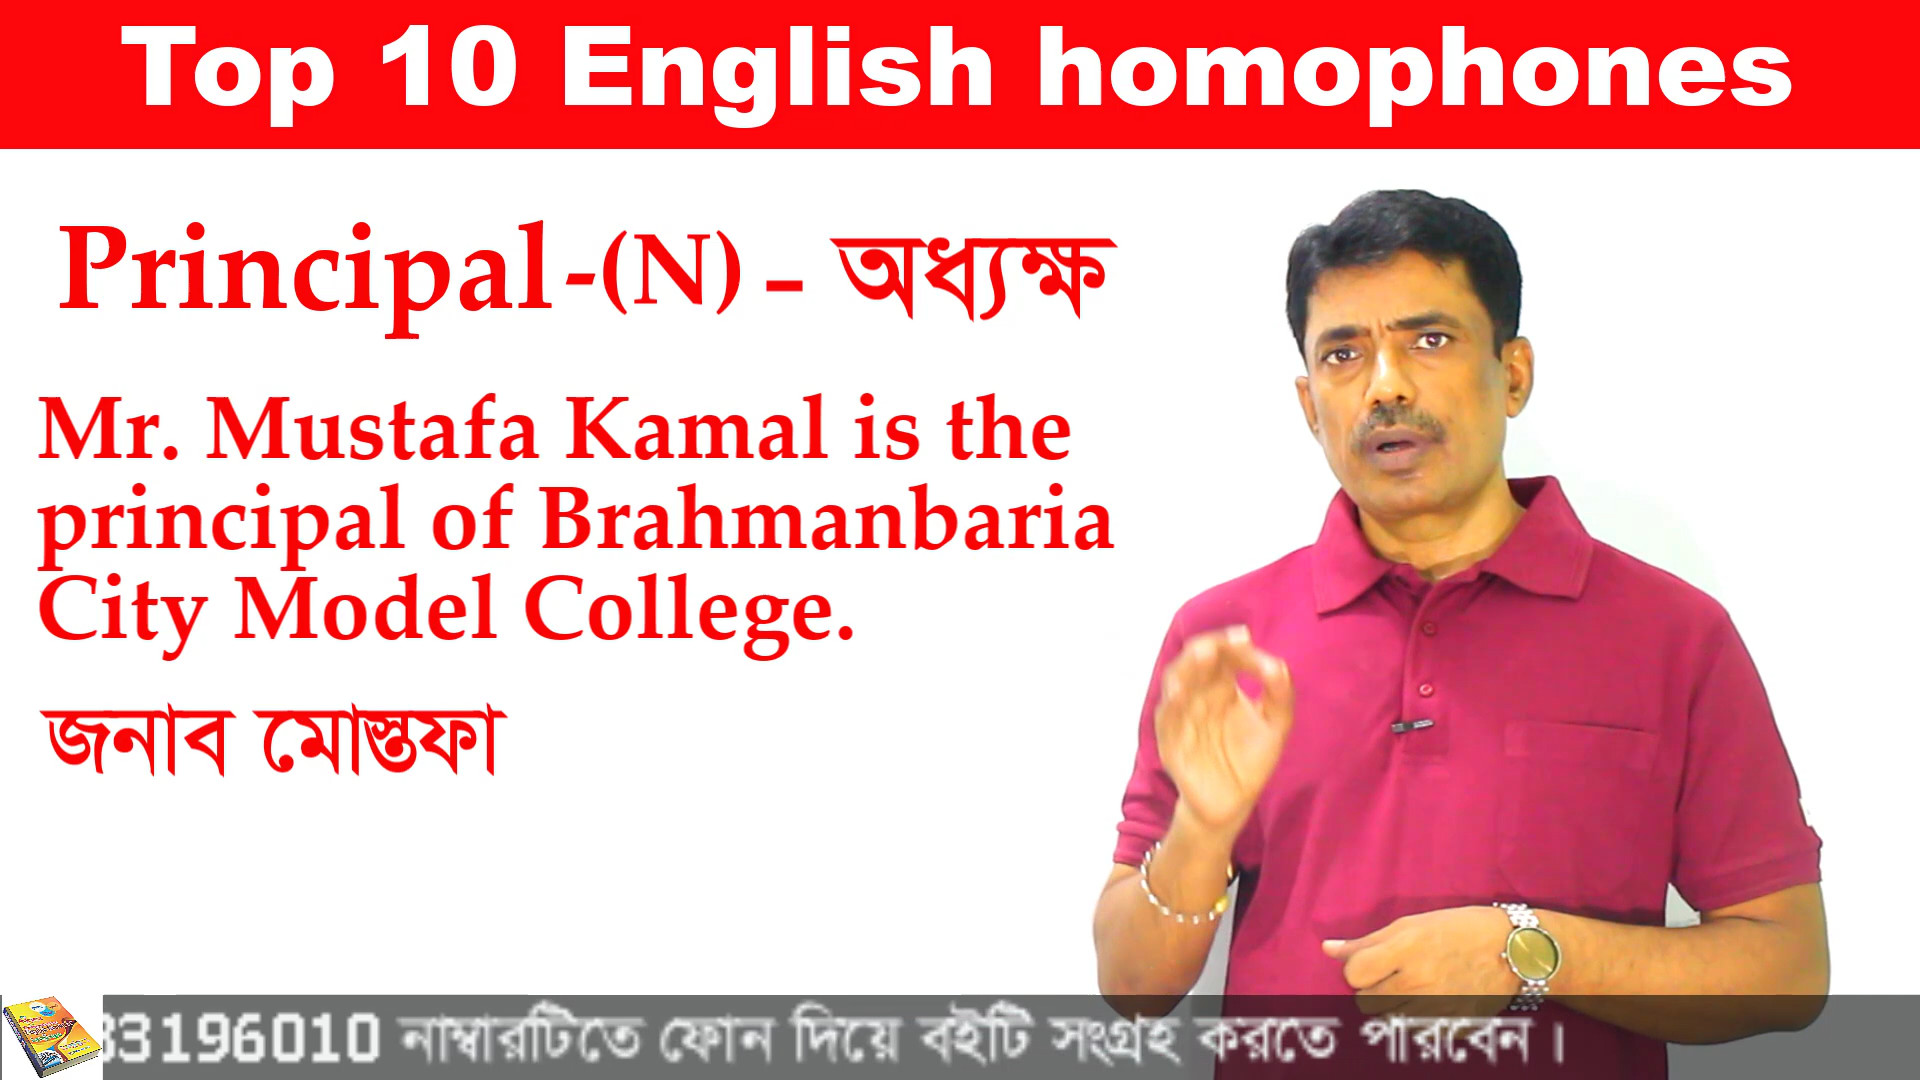 Top 10 English homophones
Principal-(N) – অধ্যক্ষ
Mr. Mustafa Kamal is the
principal of Brahmanbaria
City Model College.
জনাব মোস্তফা
33196010 নাম্বারটিতে ফোন দিয়ে বইটি সংগ্রহ করতে পারবেন।